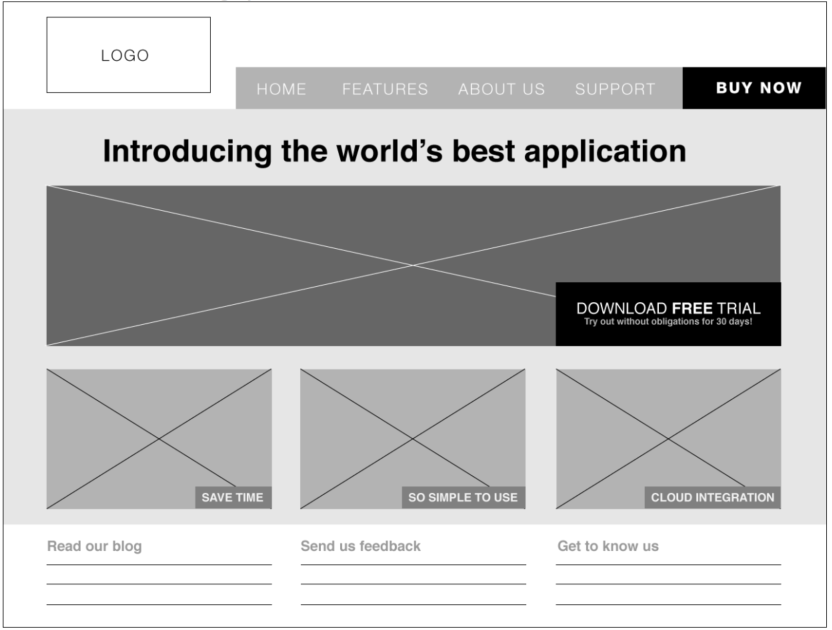 LOGO
HOME FEATURES ABOUT US SUPPORT BUY NOW
Introducing the world’s best application
DOWNLOAD FREE TRIAL
Try out without obligations for 30 days!
SAVE TIME SO SIMPLE TO USE CLOUD INTEGRATION
Read our blog Send us feedback Get to know us